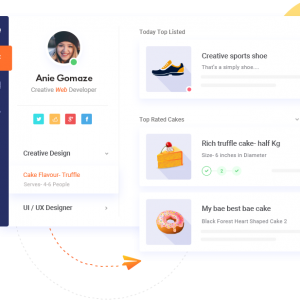 Anie Gomaze
Creative Web Developer
Creative Design
Cake Flavour- Truffle
Serves- 4-6 People
UI / UX Designer
Today Top Listed
Creative sports shoe
That's a simply shoe...
Top Rated Cakes
Rich truffle cake- half Kg
Size- 6 inches in Diameter
My bae best bae cake
Black Forest Heart Shaped Cake 2